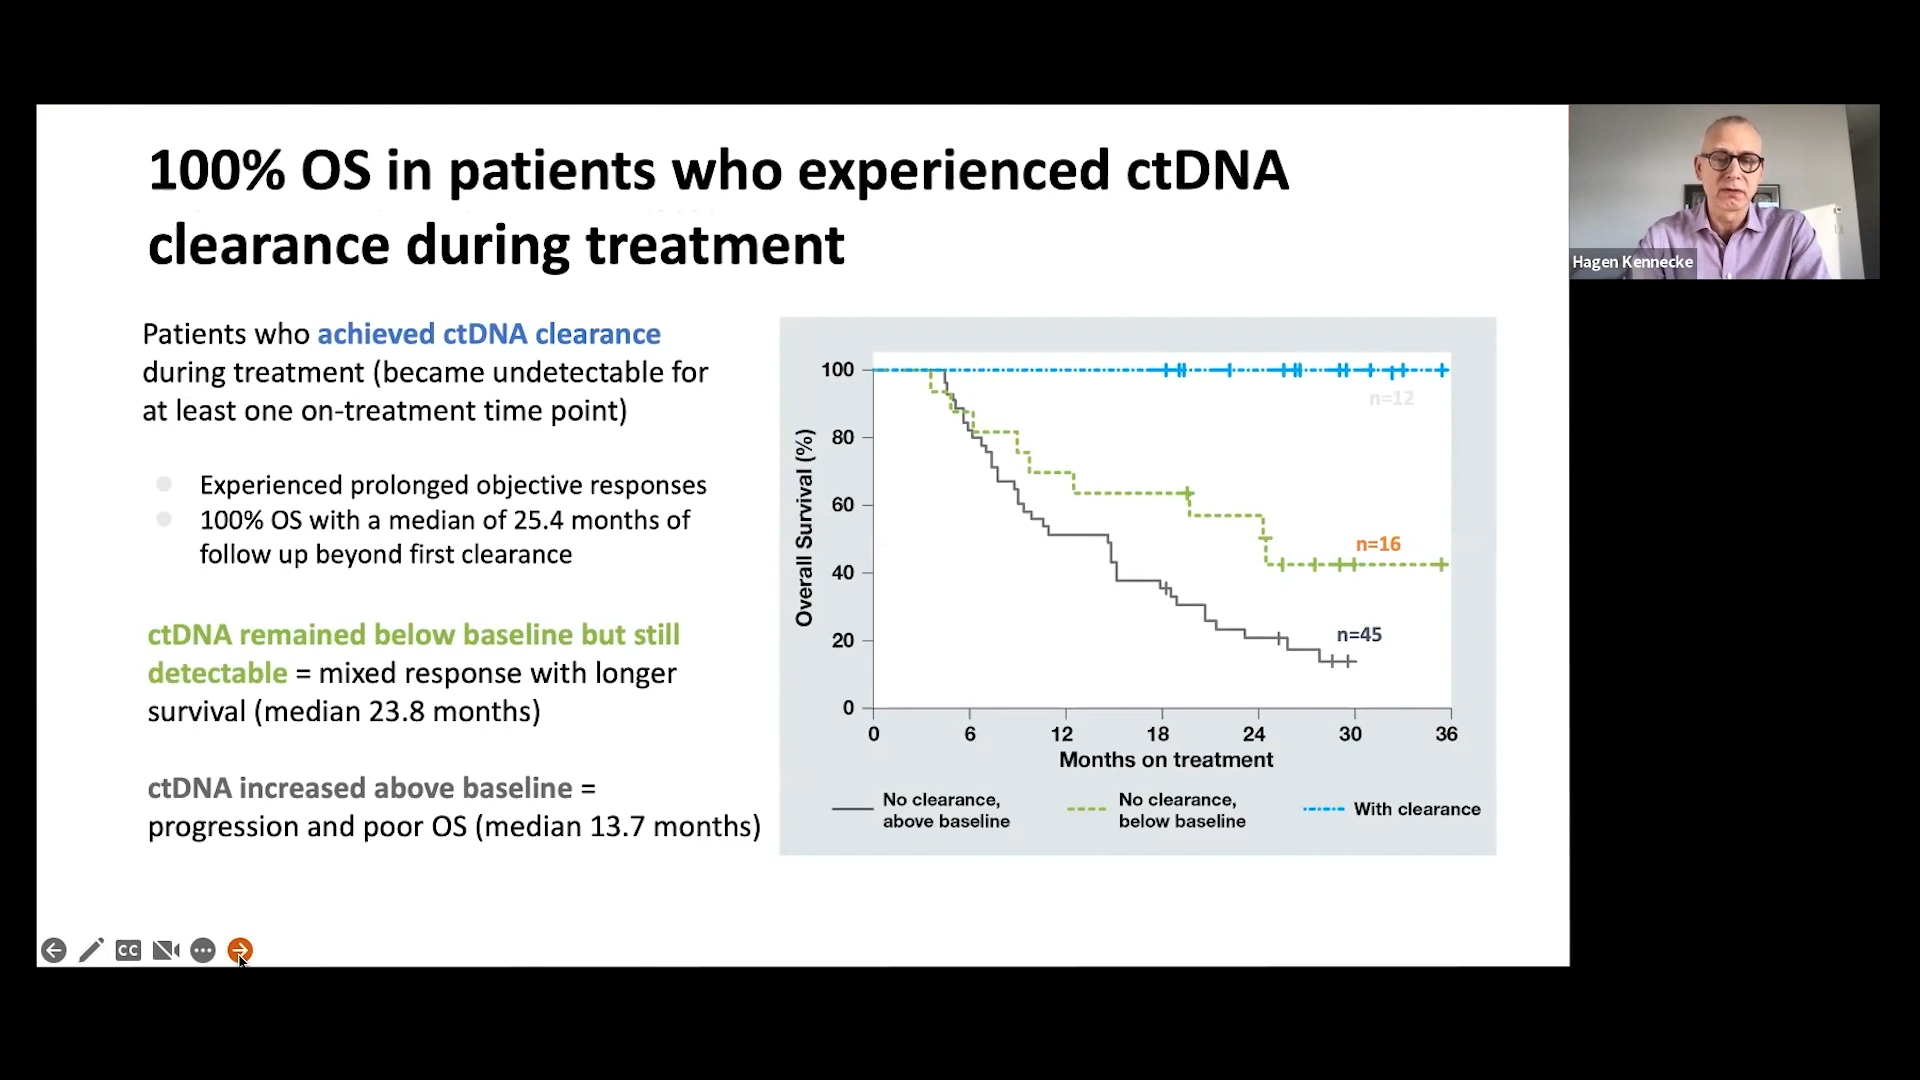 100% OS in patients who experienced ctDNA
clearance during treatment
Hagen Kennecke
Patients who achieved ctDNA clearance
during treatment (became undetectable for
at least one on-treatment time point)
Experienced prolonged objective responses
100% OS with a median of 25.4 months of
follow up beyond first clearance
ctDNA remained below baseline but still
detectable = mixed response with longer
survival (median 23.8 months)
ctDNA increased above baseline =
progression and poor OS (median 13.7 months)
Overall Survival (%)
100
80
60
40
20
0
n=12
n=16
n=45
0 6 12 18 24 30 36
Months on treatment
No clearance,
above baseline
No clearance,
below baseline
With clearance
CC